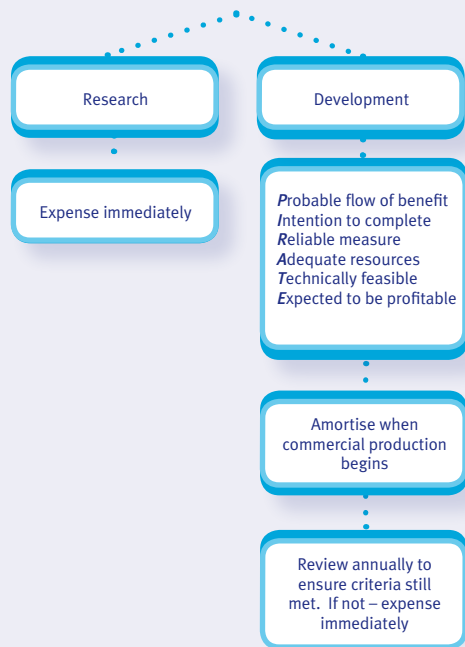 Research
Development
Expense immediately
Probable flow of benefit
Intention to complete
Reliable measure
Adequate resources
Technically feasible
Expected to be profitable
Amortise when
commercial production
begins
Review annually to
ensure criteria still
met. If not – expense
immediately